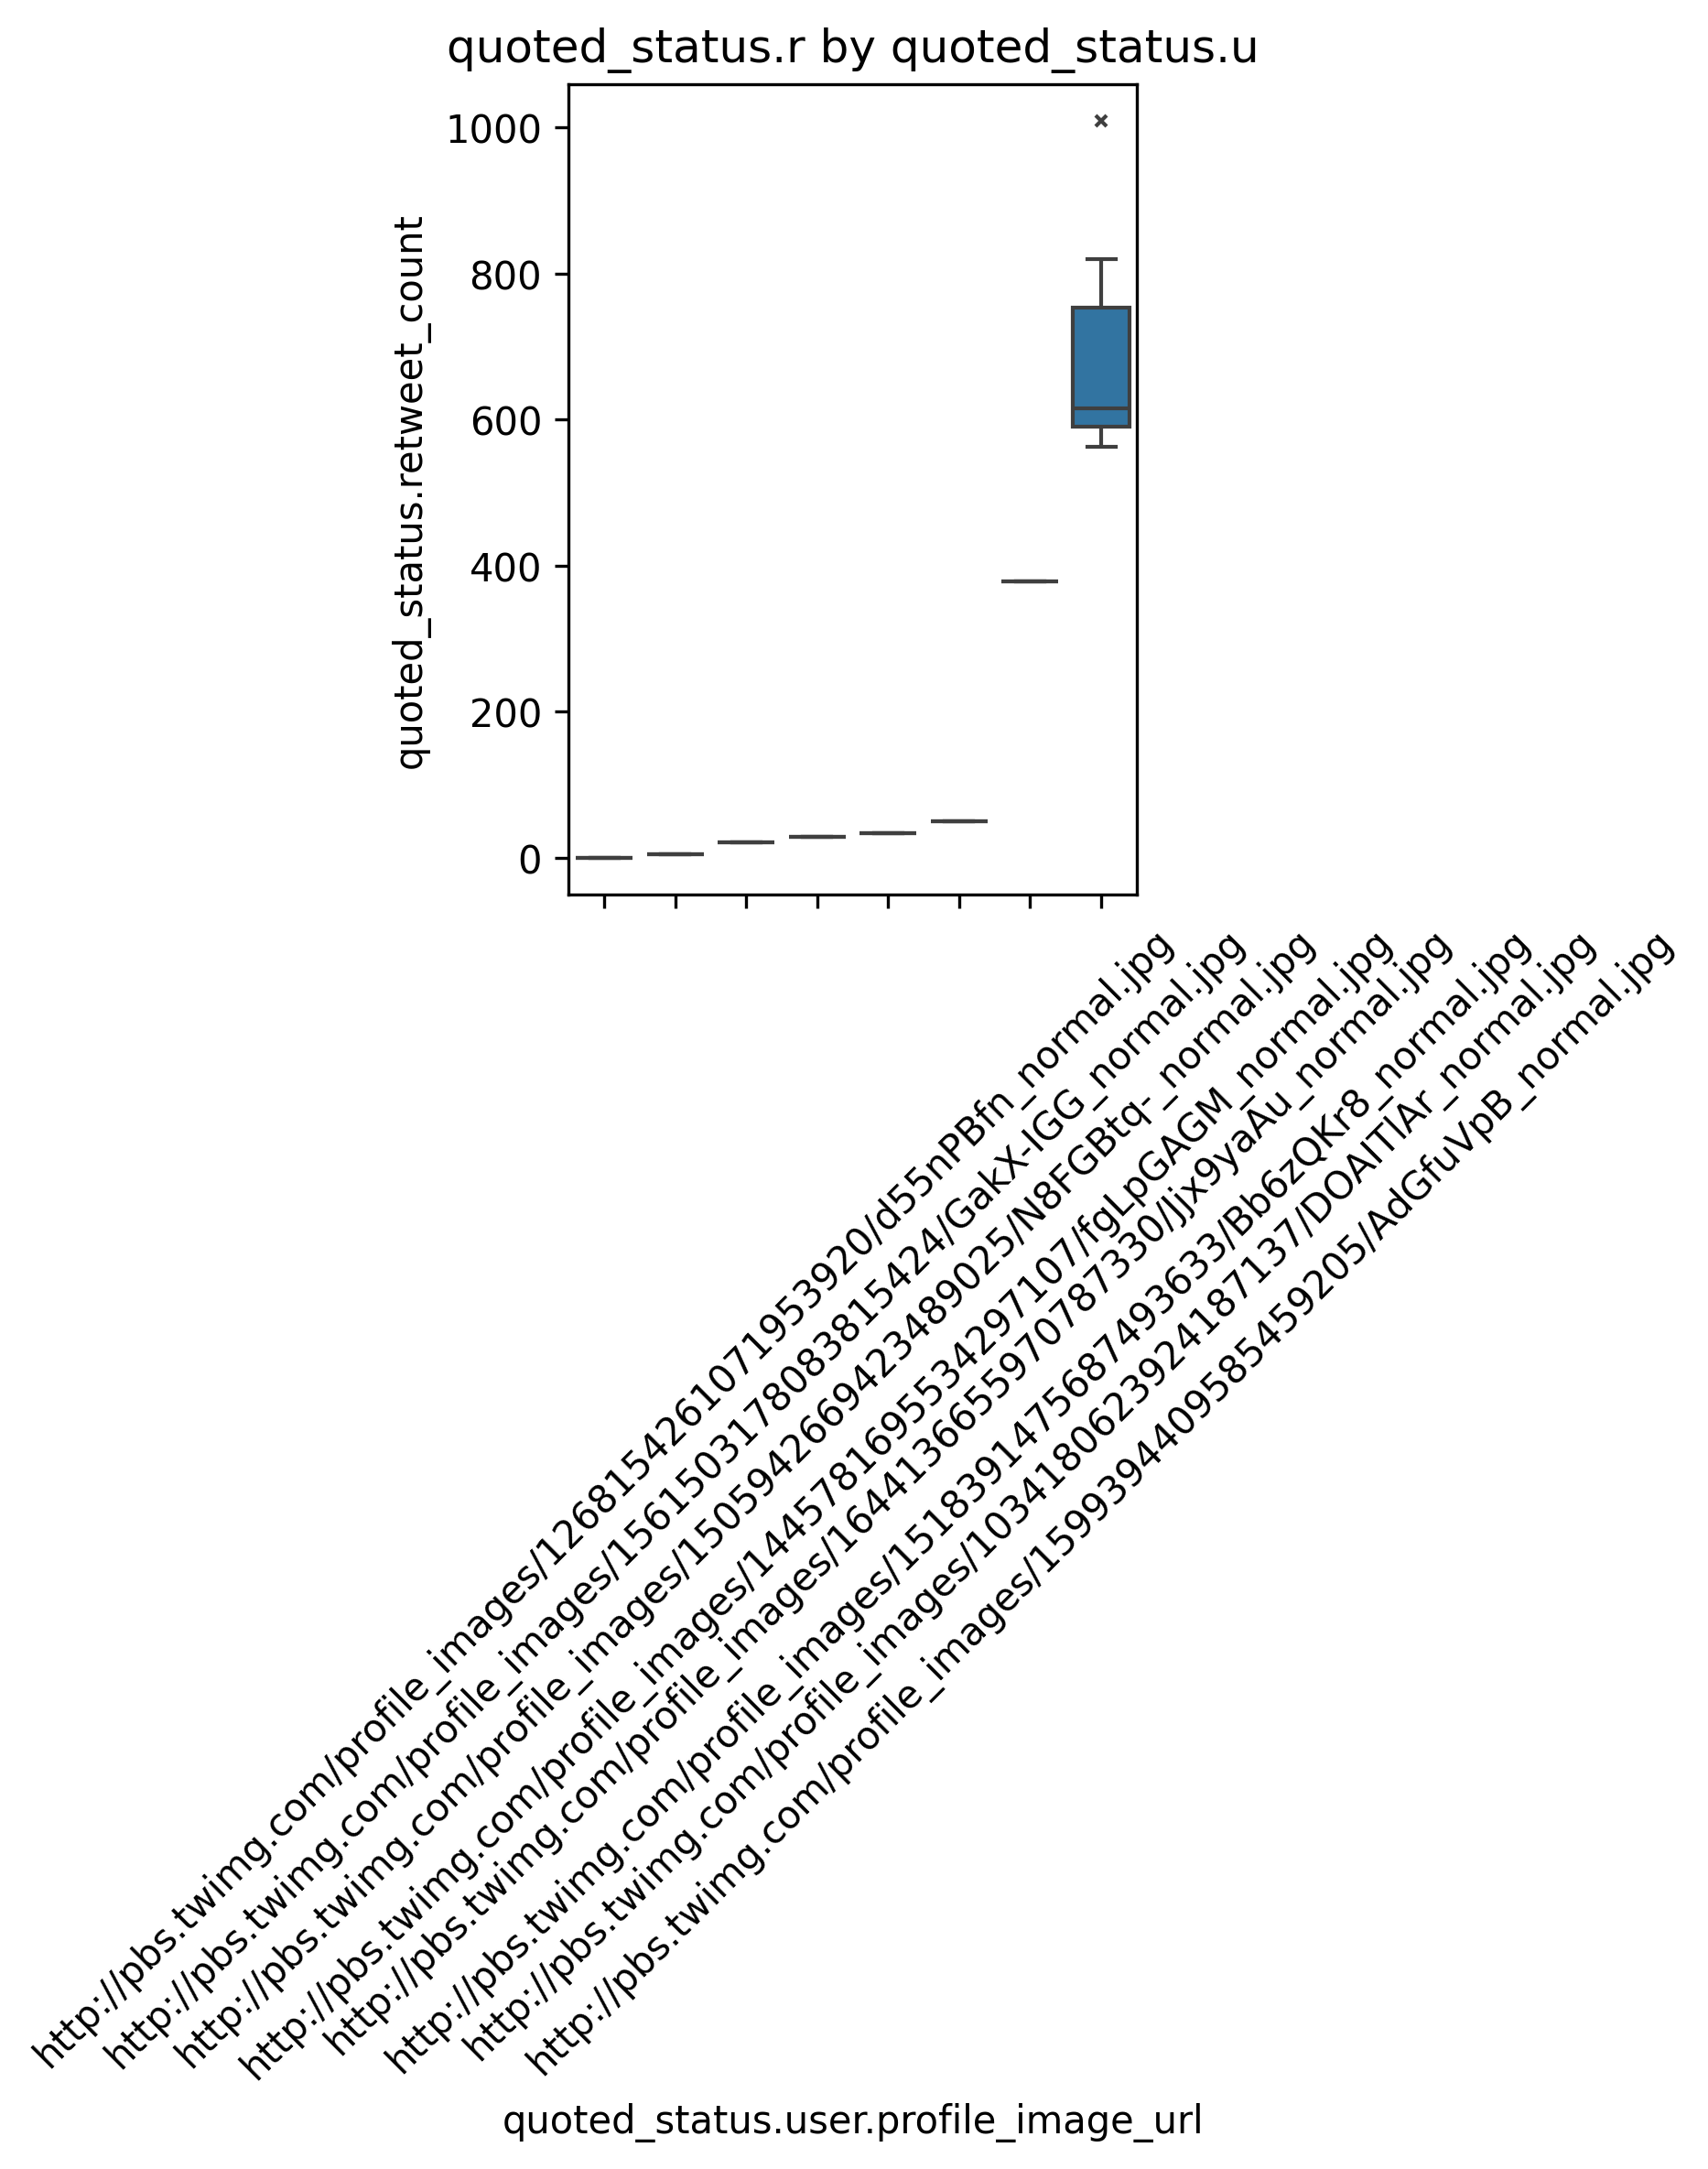 quoted_status.r by quoted_status.u
quoted_status.retweet_count
1000
800
600
400
200
0
http://pbs.twimg.com/profile_images/1268154261071953920/d55nPBfn_normal.jpg
http://pbs.twimg.com/profile_images/1561503178083815424/GakX-lGG_normal.jpg
http://pbs.twimg.com/profile_images/1505942669423489025/N8FGBtq-_normal.jpg
http://pbs.twimg.com/profile_images/1445781695534297107/fgLpGAGM_normal.jpg
http://pbs.twimg.com/profile_images/1644136655970787330/Jjx9yaAu_normal.jpg
http://pbs.twimg.com/profile_images/1518391475687493633/Bb6zQKr8_normal.jpg
http://pbs.twimg.com/profile_images/1034180623924187137/DOAlTlAr_normal.jpg
http://pbs.twimg.com/profile_images/1599394409585459205/AdGfuVpB_normal.jpg
quoted_status.user.profile_image_url